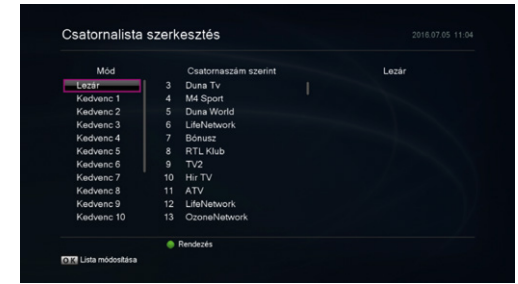 Csatornalista szerkesztés 2016.07.05 11:04
Mód Csatornaszám szerint Lezár
Lezár 3 Duna Tv
Kedvenc 1 4 M4 Sport
Kedvenc 2 5 Duna World
Kedvenc 3 6 LifeNetwork
Kedvenc 4 7 Bónusz
Kedvenc 5 8 RTL Klub
Kedvenc 6 9 TV2
Kedvenc 7 10 Hir TV
Kedvenc 8 11 ATV
Kedvenc 9 12 LifeNetwork
Kedvenc 10 13 OzoneNetwork
Rendezés
OK Lista módosítása